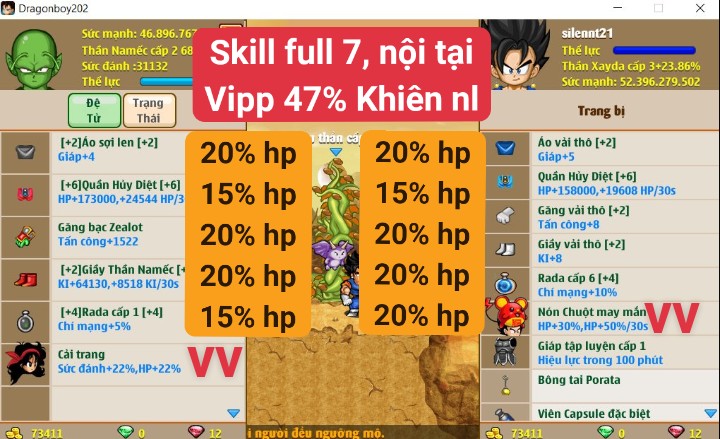 Dragonboy202
Sức mạnh: 46.896.767
Thần Namếc cấp 2 68
Sức đánh :31132
Thể lực
Đệ Tử
Trạng Thái
Skill full 7, nội tại
Vipp 47% Khiên nl
silennt21
Thể lực
Thần Xayda cấp 3+23.86%
Sức mạnh: 52.396.279.502
Trang bị
[+2]Áo sợi len [+2]
Giáp+4
[+6]Quần Hủy Diệt [+6]
HP+173000,+24544 HP/3
Găng bạc Zealot
Tấn công+1522
[+2]Giầy Thần Namếc [+
KI+64130,+8518 KI/30s
[+4]Rada cấp 1 [+4]
Chí mạng+5%
Cải trang
Sức đánh+22%,HP+22%
VV
20% hp
15% hp
20% hp
20% hp
15% hp
20% hp
15% hp
20% hp
20% hp
20% hp
Áo vải thô [+2]
Giáp+5
Quần Hủy Diệt [+6]
HP+158000,+19608 HP/30s
Găng vải thô [+2]
Tấn công+8
Giầy vải thô [+2]
KI+8
Rada cấp 6 [+4]
Chí mạng+10%
Nón Chuột may mắn
HP+30%,HP+50%/30s
VV
Giáp tập luyện cấp 1
Hiệu lực trong 100 phút
Bông tai Porata
Viên Capsule đặc biệt
73411 0 12
i người đều ngưỡng mộ.
73411 0 12